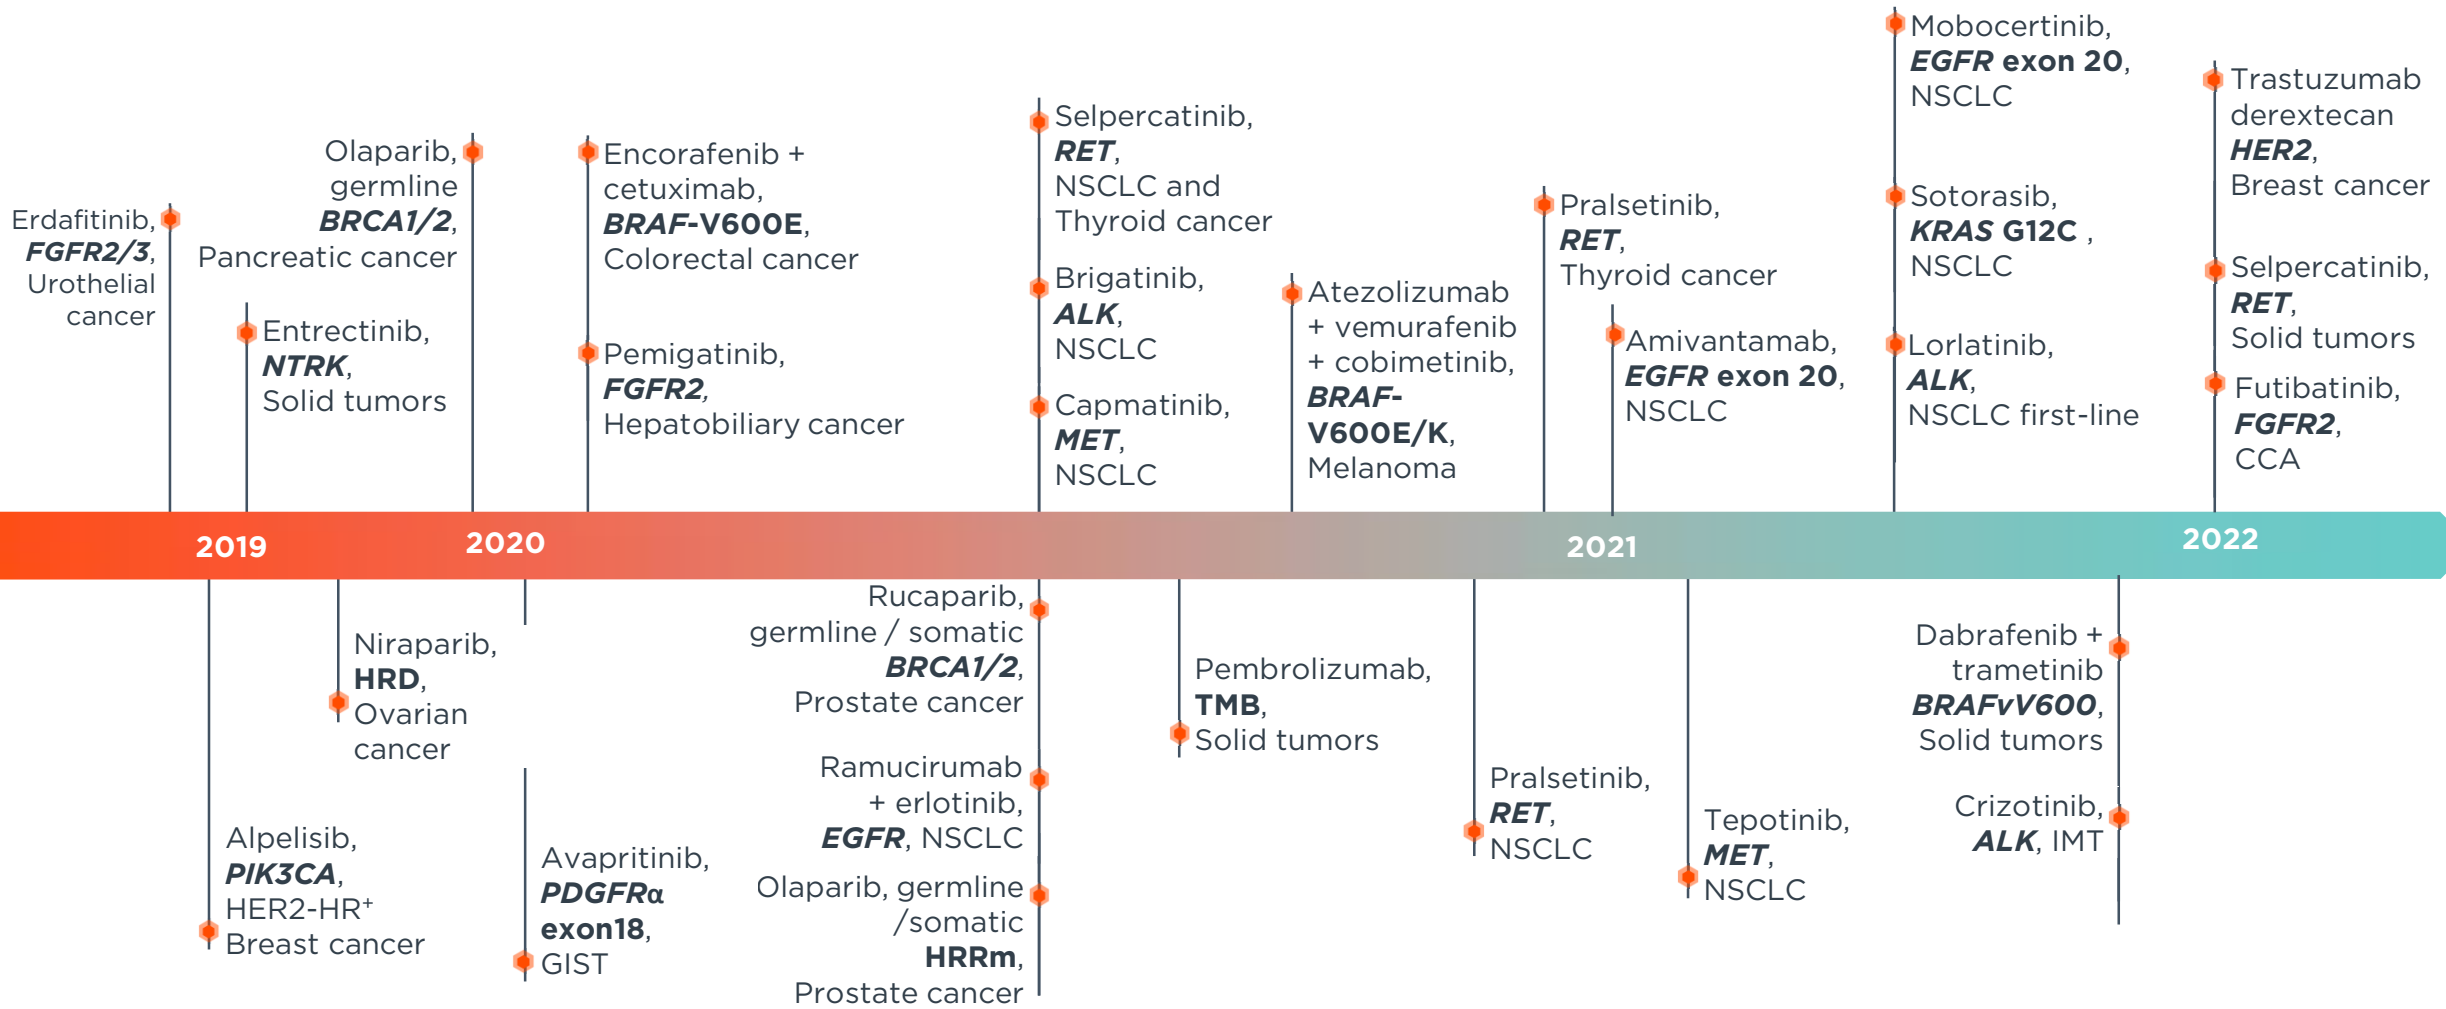 Erdafitinib,
FGFR2/3,
Urothelial
cancer
Entrectinib,
NTRK,
Solid tumors
Olaparib,
germline
BRCA1/2,
Pancreatic cancer
Encorafenib +
cetuximab,
BRAF-V600E,
Colorectal cancer
Pemigatinib,
FGFR2,
Hepatobiliary cancer
Selpercatinib,
RET,
NSCLC and
Thyroid cancer
Brigatinib,
ALK,
NSCLC
Capmatinib,
MET,
NSCLC
Atezolizumab
+ vemurafenib
+ cobimetinib,
BRAF-
V600E/K,
Melanoma
Pralsetinib,
RET,
Thyroid cancer
Amivantamab,
EGFR exon 20,
NSCLC
Mobocertinib,
EGFR exon 20,
NSCLC
Sotorasib,
KRAS G12C ,
NSCLC
Lorlatinib,
ALK,
NSCLC first-line
Trastuzumab
derextecan
HER2,
Breast cancer
Selpercatinib,
RET,
Solid tumors
Futibatinib,
FGFR2,
CCA
2019
2020
2021
2022
Alpelisib,
PIK3CA,
HER2-HR+
Breast cancer
Niraparib,
HRD,
Ovarian
cancer
Avapritinib,
PDGFRα
exon18,
GIST
Rucaparib,
germline / somatic
BRCA1/2,
Prostate cancer
Ramucirumab
+ erlotinib,
EGFR, NSCLC
Olaparib, germline
/somatic
HRRm,
Prostate cancer
Pembrolizumab,
TMB,
Solid tumors
Pralsetinib,
RET,
NSCLC
Tepotinib,
MET,
NSCLC
Dabrafenib +
trametinib
BRAFvV600,
Solid tumors
Crizotinib,
ALK, IMT